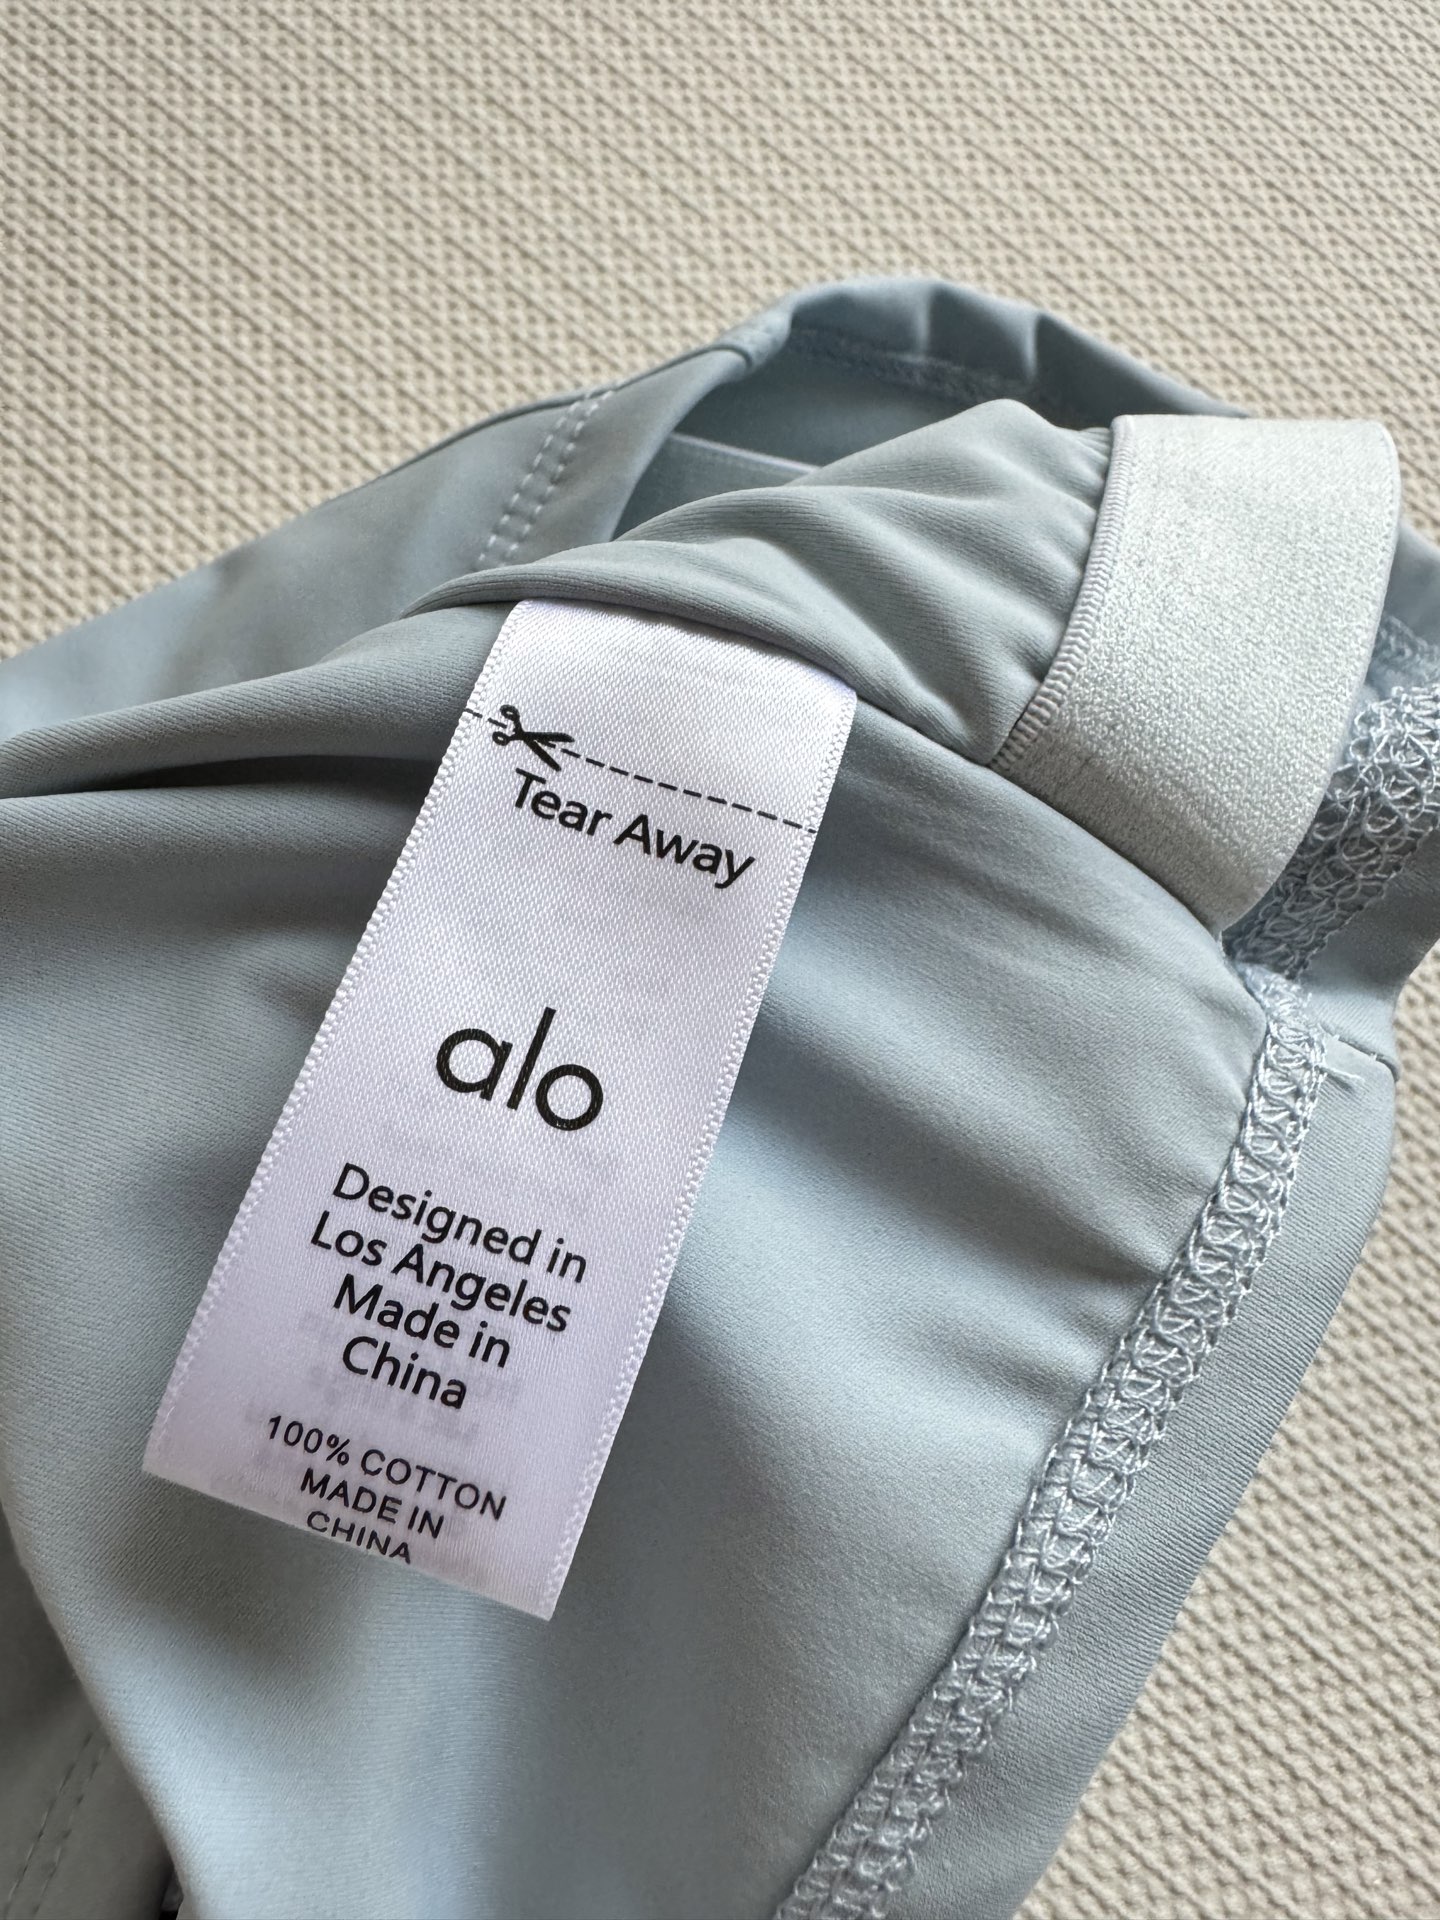 Tear Away
alo
Designed in
Los Angeles
Made in
China
100% COTTON
MADE IN
CHINA